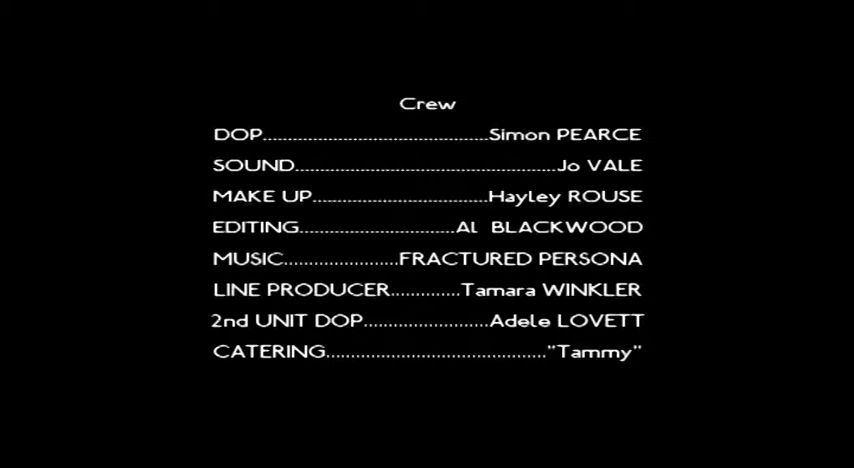 Crew
DOP............................................Simon PEARCE
SOUND....................................................Jo VALE
MAKE UP..................................Hayley ROUSE
EDITING...............................Al BLACKWOOD
MUSIC......................FRACTURED PERSONA
LINE PRODUCER..............Tamara WINKLER
2nd UNIT DOP.........................Adele LOVETT
CATERING............................................"Tammy"